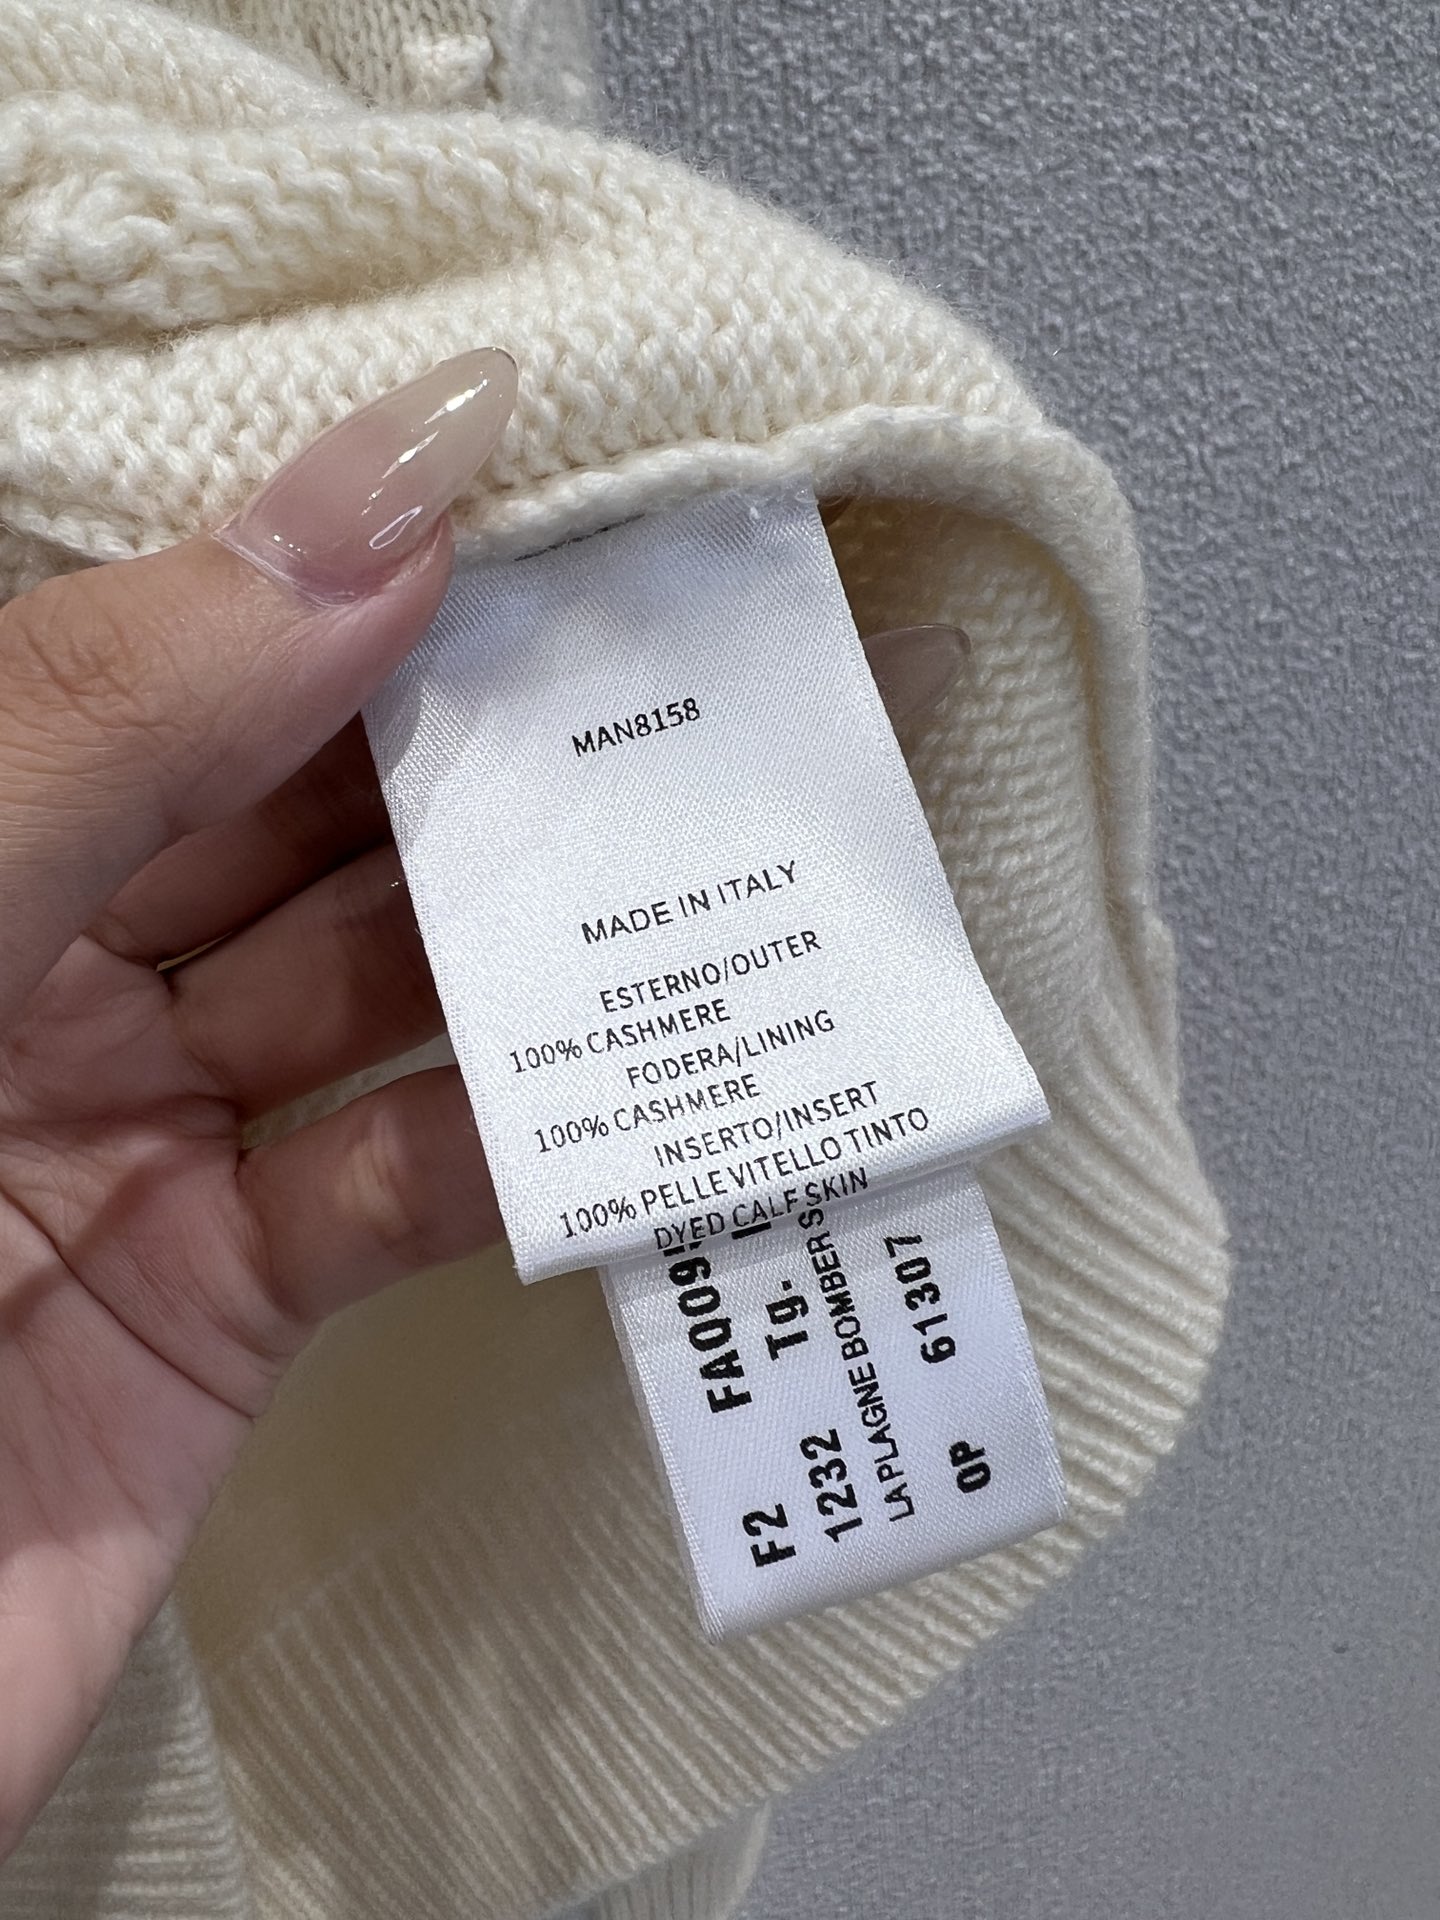 MAN8158
MADE IN ITALY
ESTERNO/OUTER
100% CASHMERE
FODERA/LINING
100% CASHMERE
INSERTO/INSERT
100% PELLE VITELLO TINTO
DYED CALF SKIN
F2
1232 Tg.
LA PLAGNE BOMBER
0P 61307